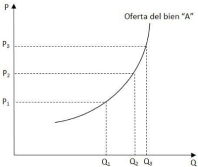 P
Oferta del bien "A"
P₃
P₂
P₁
Q₁ Q₂ Q₃
Q